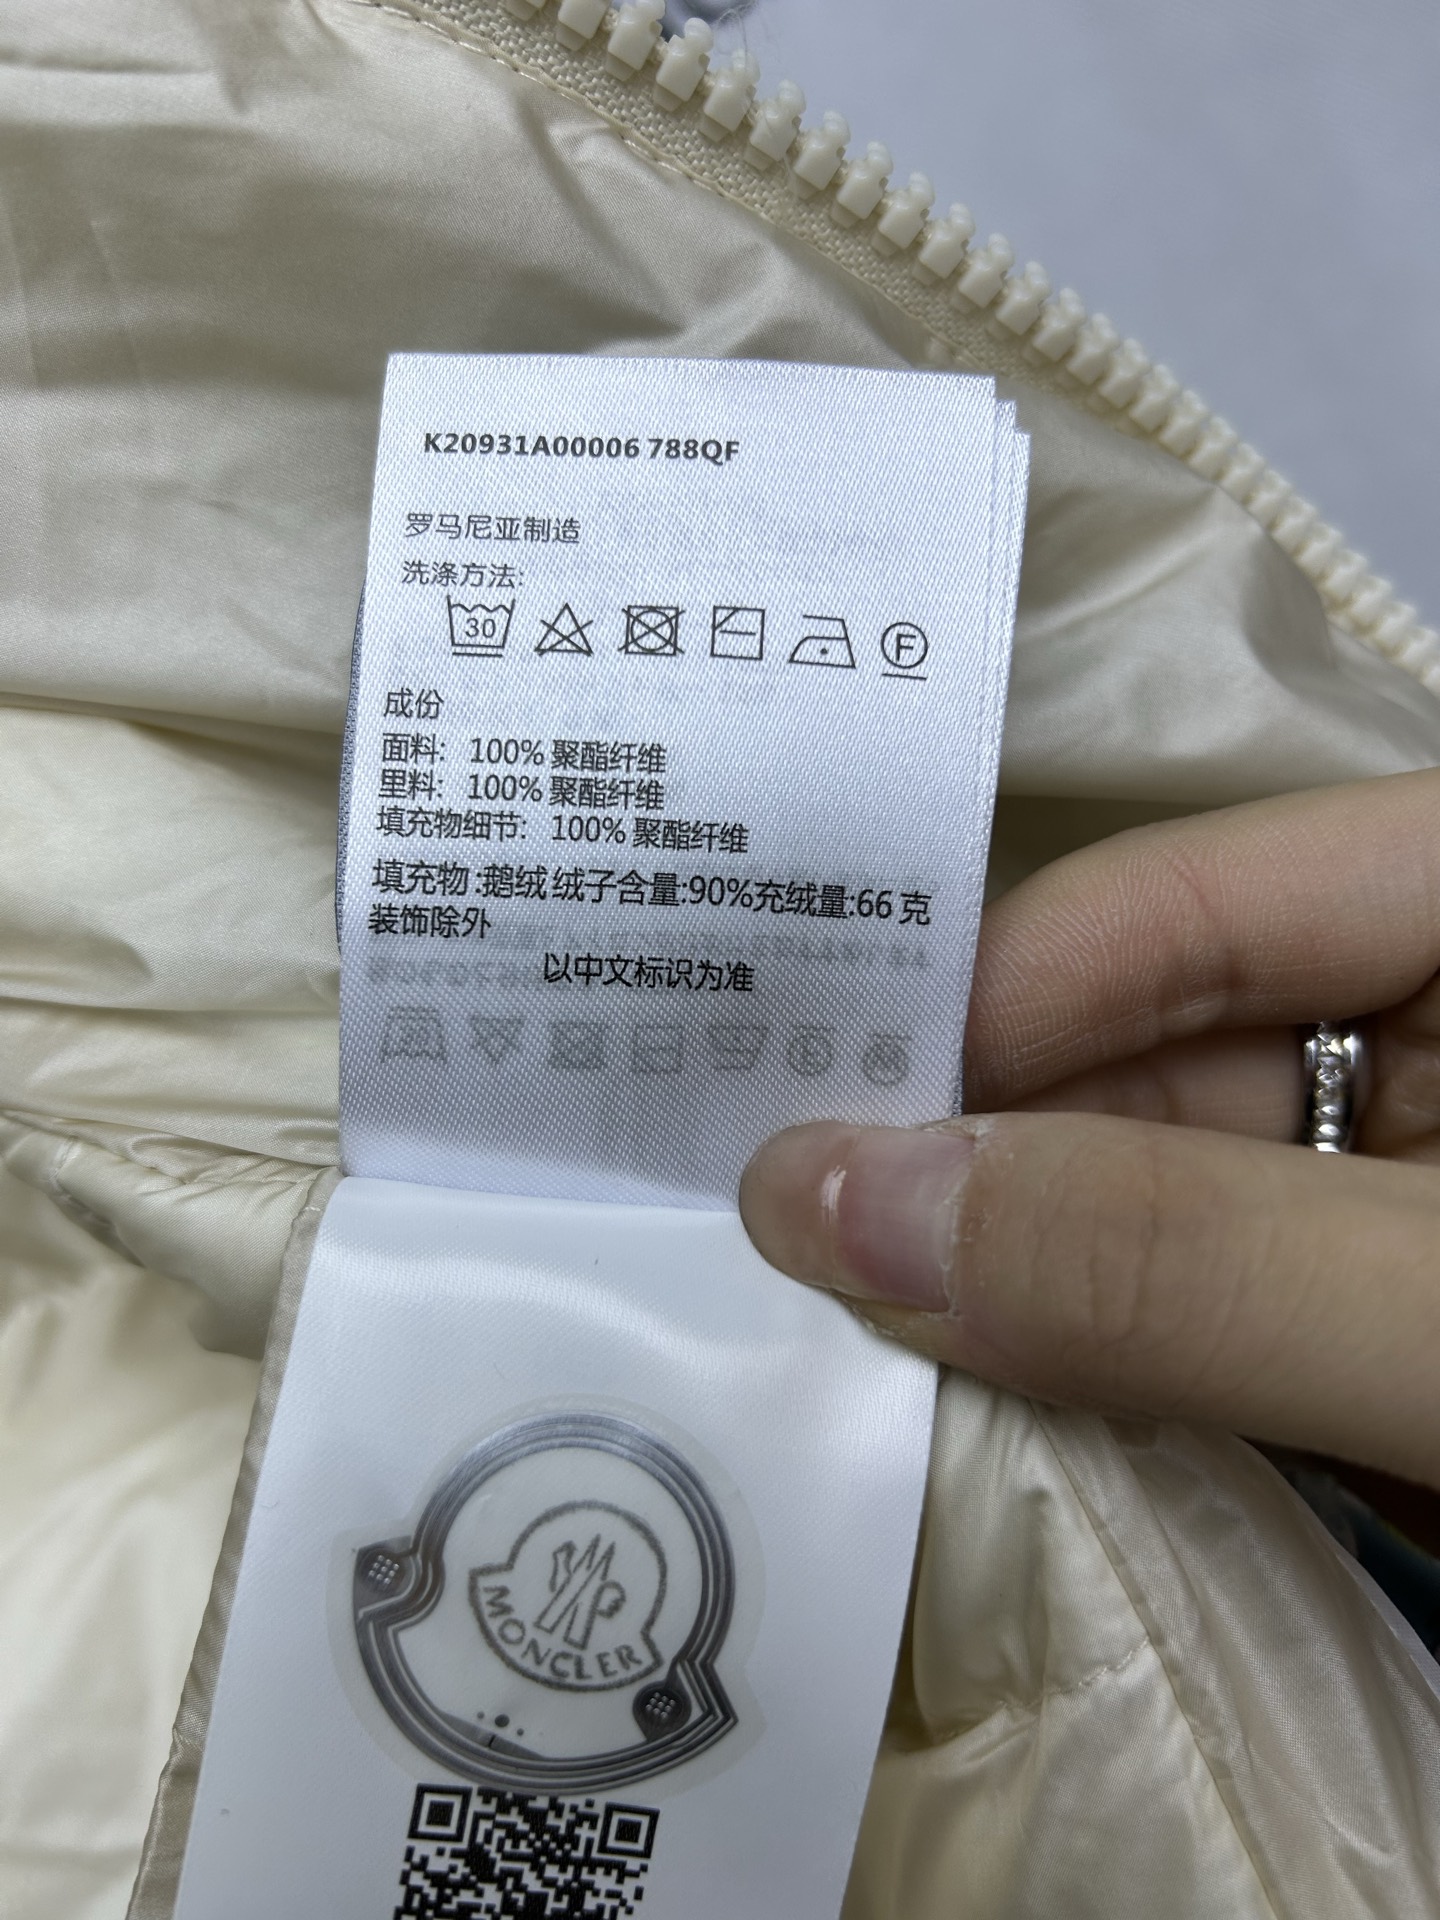 K20931A00006 788QF
罗马尼亚制造
洗涤方法:
30
F
成份
面料: 100% 聚酯纤维
里料: 100% 聚酯纤维
填充物细节: 100% 聚酯纤维
填充物:鹅绒 绒子含量:90%充绒量:66 克
装饰除外
以中文标识为准
MONCLER